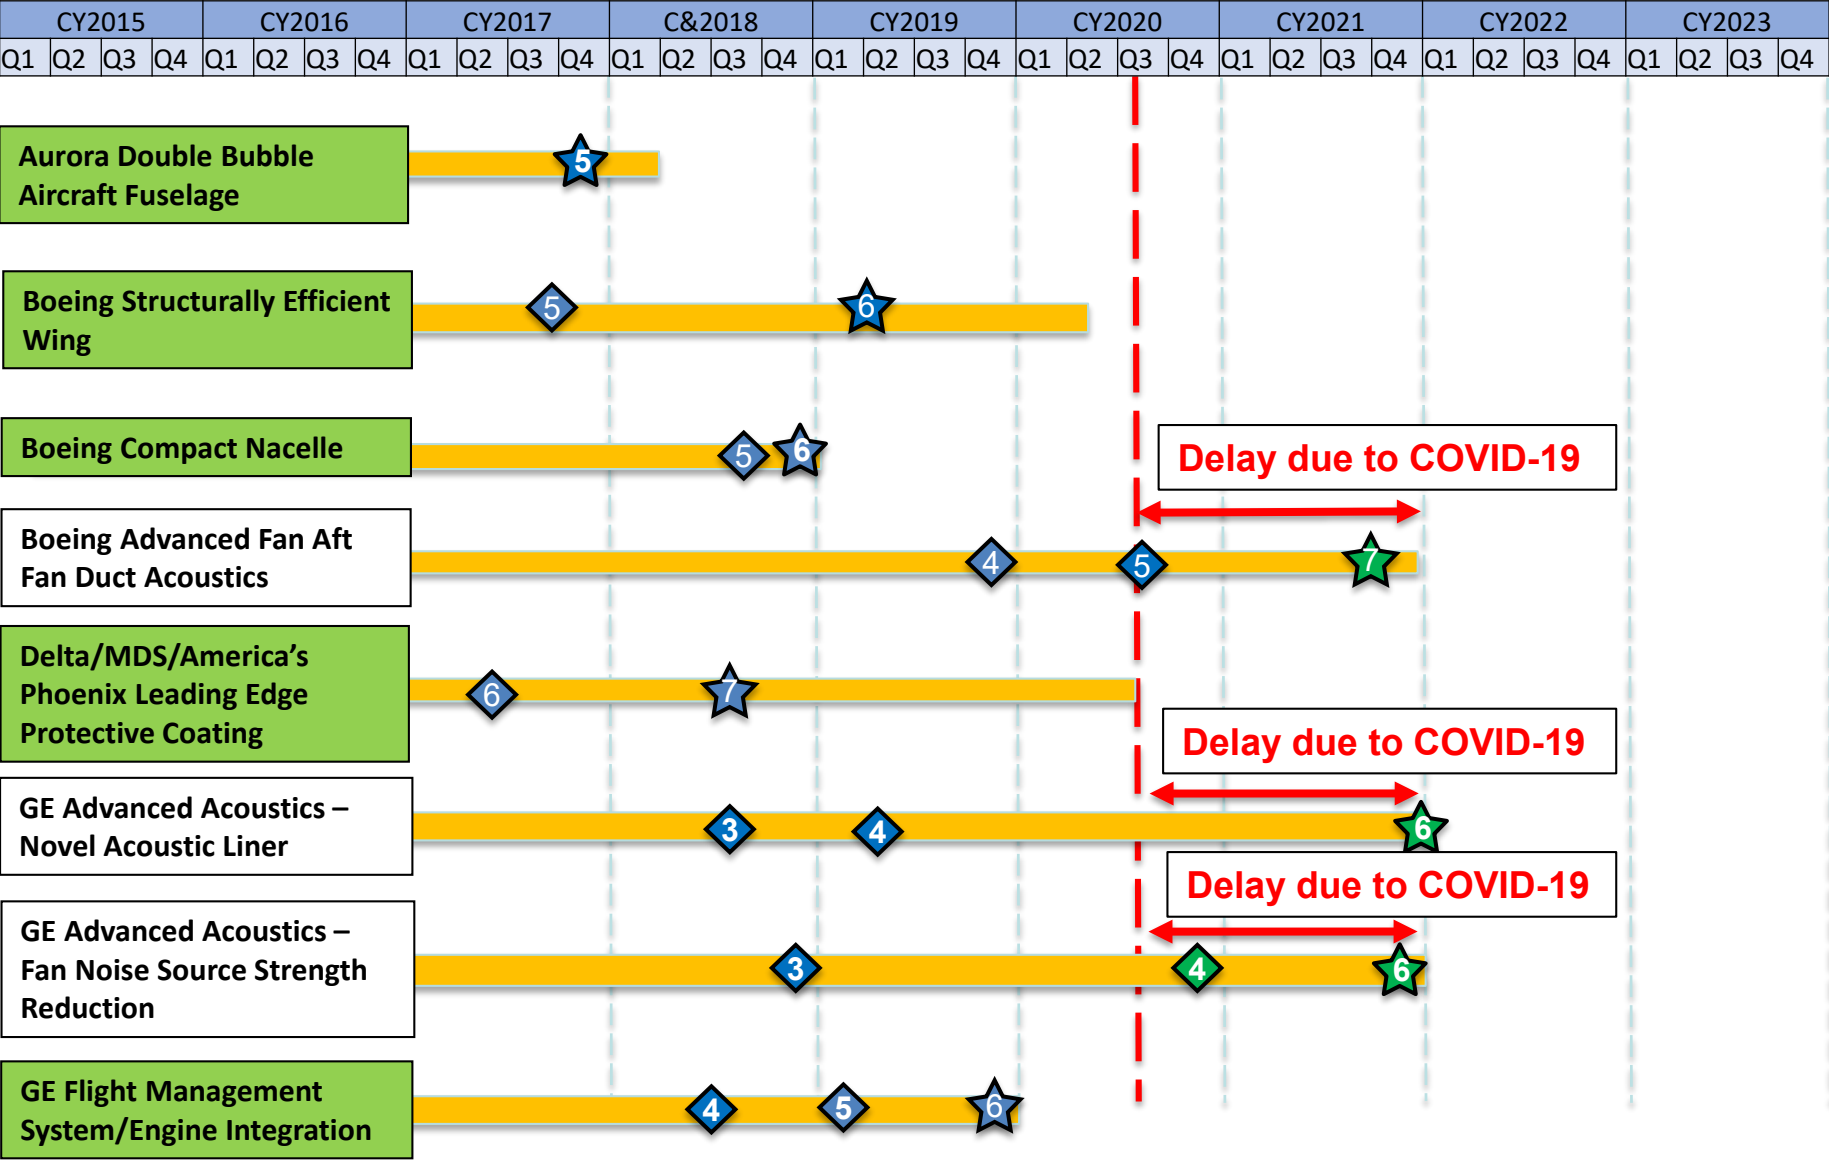 CY2015 CY2016 CY2017 C&2018 CY2019 CY2020 CY2021 CY2022 CY2023
Q1 Q2 Q3 Q4 Q1 Q2 Q3 Q4 Q1 Q2 Q3 Q4 Q1 Q2 Q3 Q4 Q1 Q2 Q3 Q4 Q1 Q2 Q3 Q4 Q1 Q2 Q3 Q4 Q1 Q2 Q3 Q4 Q1 Q2 Q3 Q4
Aurora Double Bubble
Aircraft Fuselage
5
Boeing Structurally Efficient
Wing
5 6
Boeing Compact Nacelle
5 6
Delay due to COVID-19
Boeing Advanced Fan Aft
Fan Duct Acoustics
4 5 7
Delta/MDS/America’s
Phoenix Leading Edge
Protective Coating
6 7
Delay due to COVID-19
GE Advanced Acoustics –
Novel Acoustic Liner
3 4 6
Delay due to COVID-19
GE Advanced Acoustics –
Fan Noise Source Strength
Reduction
3 4 6
GE Flight Management
System/Engine Integration
4 5 6